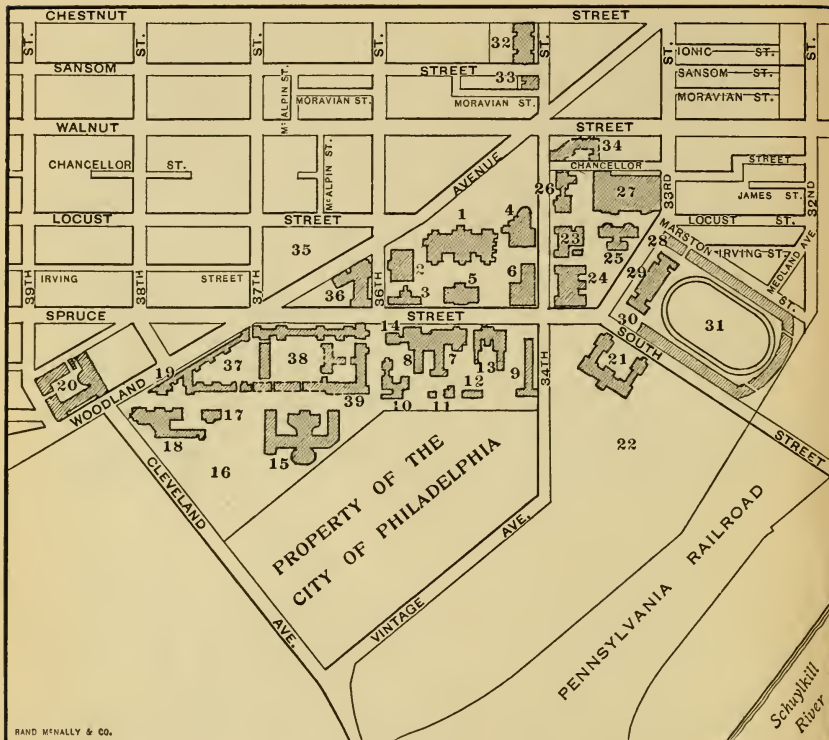 CHESTNUT STREET
32
ST. ST. ST. ST. ST. ST. ST.
IONIC ST.
SANSOM STREET
33
SANSOM ST.
MCALPIN ST.
MORAVIAN ST.
MORAVIAN ST.
MORAVIAN ST.
WALNUT STREET
34
CHANCELLOR ST.
MCALPIN ST.
AVENUE
CHANCELLOR
STREET
26
27
33RD
JAMES ST.
32ND
LOCUST STREET
1
4
LOCUST ST.
35
MARSTON ST.
28
IRVING ST.
MEDLAND AVE.
23
25
2
5
6
24
29
39TH
IRVING STREET
38TH
37TH
36
36TH
3
30
31
SPRUCE STREET
SOUTH STREET
14
37
38
8
7
13
21
19
20
39
12
9
34TH
WOODLAND
10
11
17
18
15
16
22
CLEVELAND AVE.
PROPERTY OF THE
CITY OF PHILADELPHIA
VINTAGE AVE.
PENNSYLVANIA RAILROAD
Schuylkill
River
RAND MCNALLY & CO.